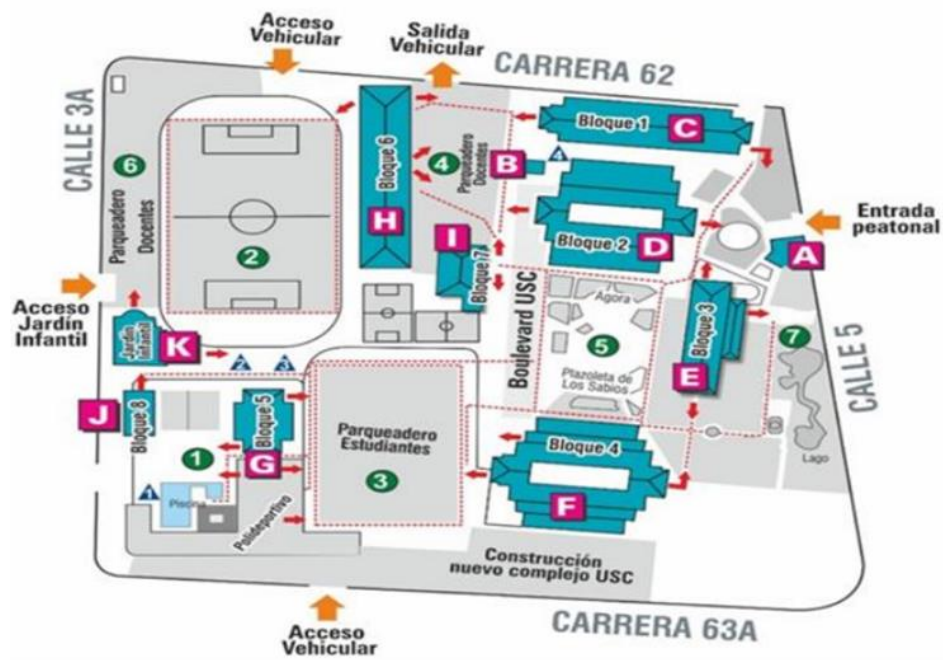 Acceso
Vehicular
Salida
Vehicular
CARRERA 62
CALLE 3A
6
Parqueadero
Docentes
2
Bloque 6
H
4
Parqueadero
Docentes
B
4
Bloque 1
C
Bloque 2
D
Entrada
peatonal
A
I
Bloque 7
Acceso
Jardín
Infantil
Jardín
Infantil
K
2
3
Boulevard USC
Agora
5
Plazoleta de
Los Sabios
Bloque 3
E
7
CALLE 5
Lago
J
Bloque 8
Bloque 5
G
1
1
Piscina
Polideportivo
Parqueadero
Estudiantes
3
Bloque 4
F
Construcción
nuevo complejo USC
CARRERA 63A
Acceso
Vehicular